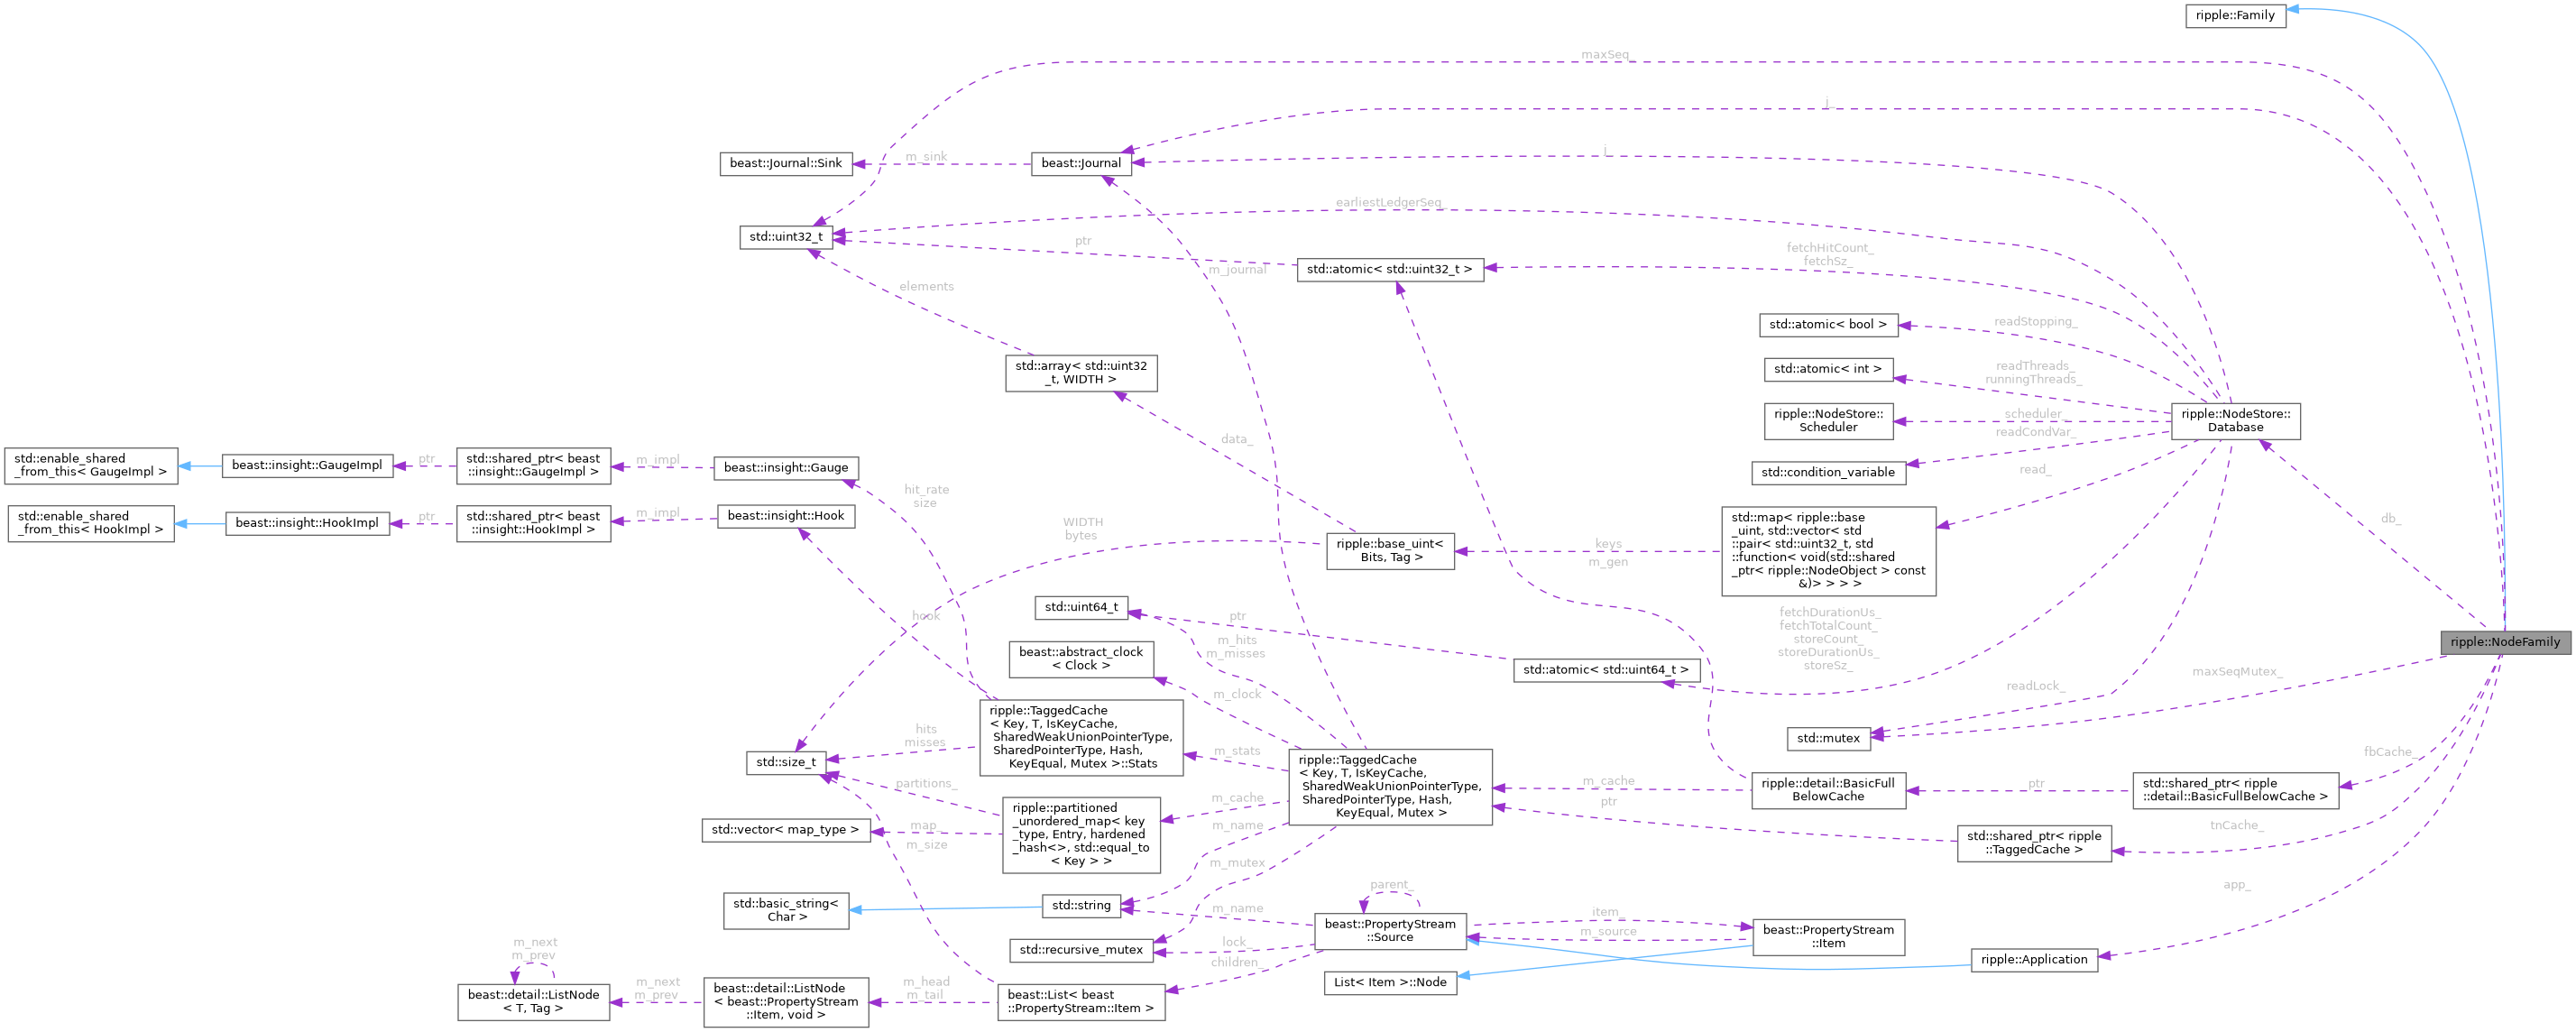 ripple::Family
maxSeq_
j_
beast::Journal::Sink
m_sink
beast::Journal
j_
earliestLedgerSeq_
std::uint32_t
ptr
m_journal
std::atomic< std::uint32_t >
fetchHitCount_
fetchSz_
elements
std::atomic< bool >
readStopping_
std::array< std::uint32
_t, WIDTH >
std::atomic< int >
readThreads_
runningThreads_
ripple::NodeStore::
Scheduler
scheduler_
ripple::NodeStore::
Database
readCondVar_
data_
std::enable_shared
_from_this< GaugeImpl >
beast::insight::GaugeImpl
ptr
std::shared_ptr< beast
::insight::GaugeImpl >
m_impl
beast::insight::Gauge
std::condition_variable
read_
hit_rate
size
std::enable_shared
_from_this< HookImpl >
beast::insight::HookImpl
ptr
std::shared_ptr< beast
::insight::HookImpl >
m_impl
beast::insight::Hook
WIDTH
bytes
ripple::base_uint<
Bits, Tag >
keys
m_gen
std::map< ripple::base
_uint, std::vector< std
::pair< std::uint32_t, std
::function< void(std::shared
_ptr< ripple::NodeObject > const
&)> > > >
db_
hook
std::uint64_t
ptr
m_hits
m_misses
fetchDurationUs_
fetchTotalCount_
storeCount_
storeDurationUs_
storeSz_
ripple::NodeFamily
beast::abstract_clock
< Clock >
std::atomic< std::uint64_t >
m_clock
readLock_
maxSeqMutex_
ripple::TaggedCache
< Key, T, IsKeyCache,
SharedWeakUnionPointerType,
SharedPointerType, Hash,
KeyEqual, Mutex >::Stats
hits
misses
m_stats
std::mutex
std::size_t
ripple::TaggedCache
< Key, T, IsKeyCache,
SharedWeakUnionPointerType,
SharedPointerType, Hash,
KeyEqual, Mutex >
fbCache_
partitions_
m_cache
m_cache
ptr
ripple::detail::BasicFull
BelowCache
ptr
std::shared_ptr< ripple
::detail::BasicFullBelowCache >
ripple::partitioned
_unordered_map< key
_type, Entry, hardened
_hash<>, std::equal_to
< Key > >
std::vector< map_type >
map_
m_size
m_name
tnCache_
std::shared_ptr< ripple
::TaggedCache >
m_mutex
parent_
app_
std::basic_string<
Char >
std::string
m_name
beast::PropertyStream
::Source
item_
m_source
beast::PropertyStream
::Item
std::recursive_mutex
lock_
children_
ripple::Application
List< Item >::Node
m_next
m_prev
beast::detail::ListNode
< T, Tag >
m_next
m_prev
beast::detail::ListNode
< beast::PropertyStream
::Item, void >
m_head
m_tail
beast::List< beast
::PropertyStream::Item >